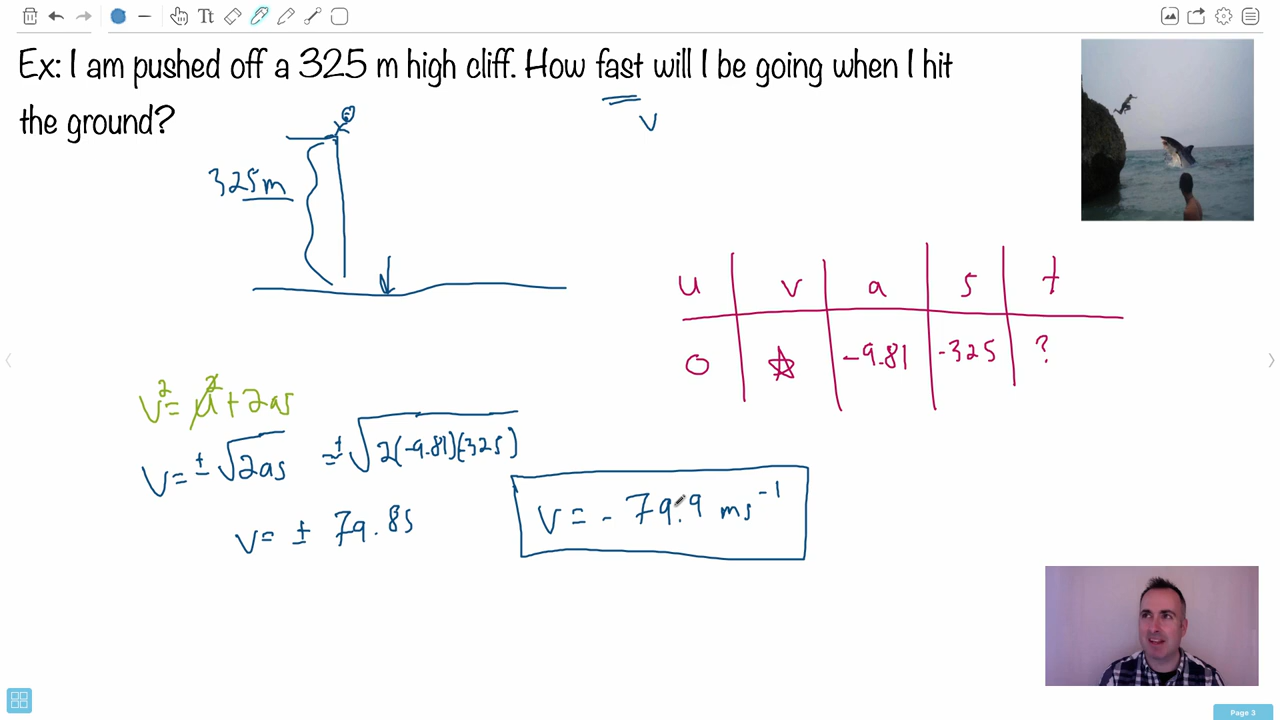 Tt
Ex: I am pushed off a 325 m high cliff. How fast will I be going when I hit
the ground?
v
325m
u v a s t
0 ☆ -9.81 -325 ?
v²= u²+2as
v= ± √2as = ± √2(-9.81)(-325)
v= ± 79.85
v= - 79.9 ms⁻¹
Page 3